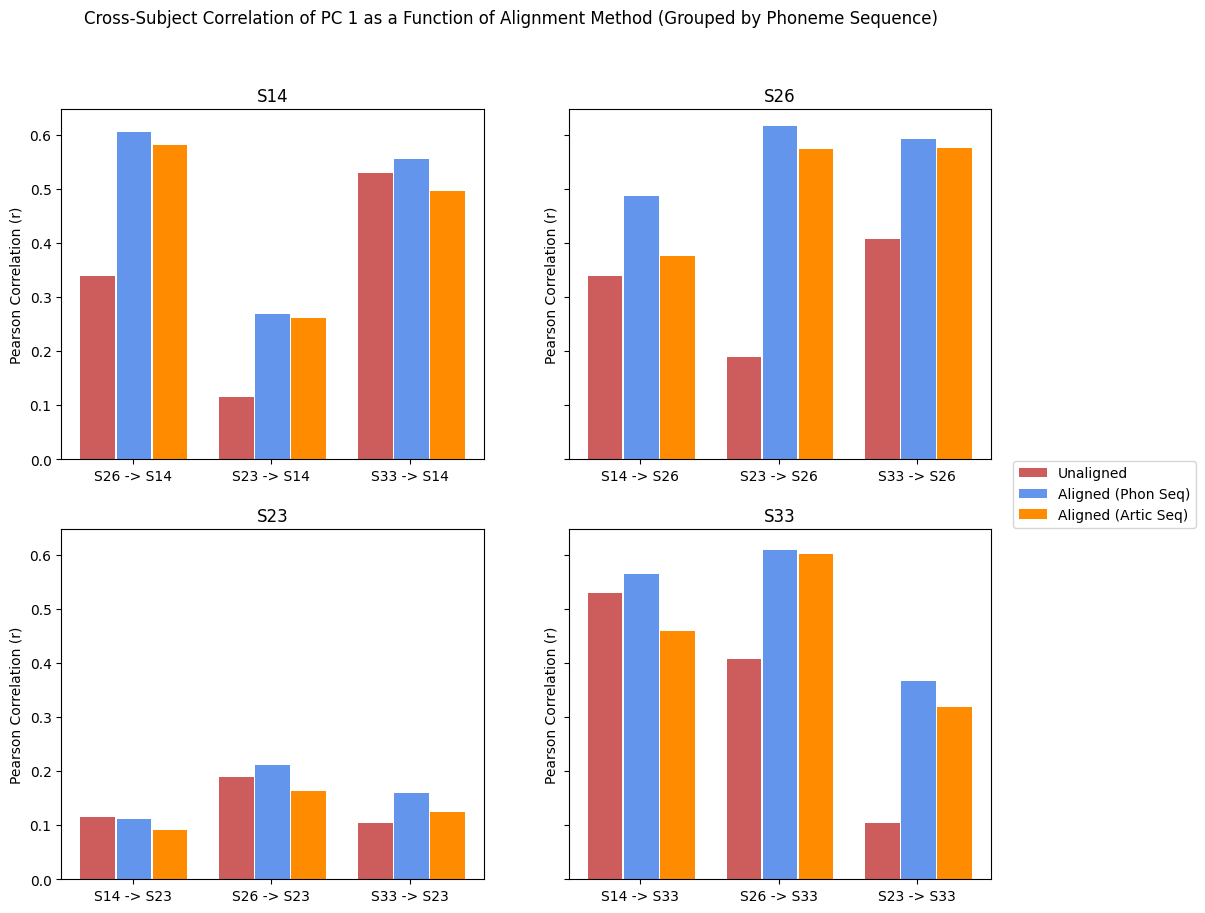 Cross-Subject Correlation of PC 1 as a Function of Alignment Method (Grouped by Phoneme Sequence)
S14
Pearson Correlation (r)
0.6
0.5
0.4
0.3
0.2
0.1
0.0
S26 -> S14
S23 -> S14
S33 -> S14
S26
Pearson Correlation (r)
S14 -> S26
S23 -> S26
S33 -> S26
Unaligned
Aligned (Phon Seq)
Aligned (Artic Seq)
S23
Pearson Correlation (r)
0.6
0.5
0.4
0.3
0.2
0.1
0.0
S14 -> S23
S26 -> S23
S33 -> S23
S33
Pearson Correlation (r)
S14 -> S33
S26 -> S33
S23 -> S33